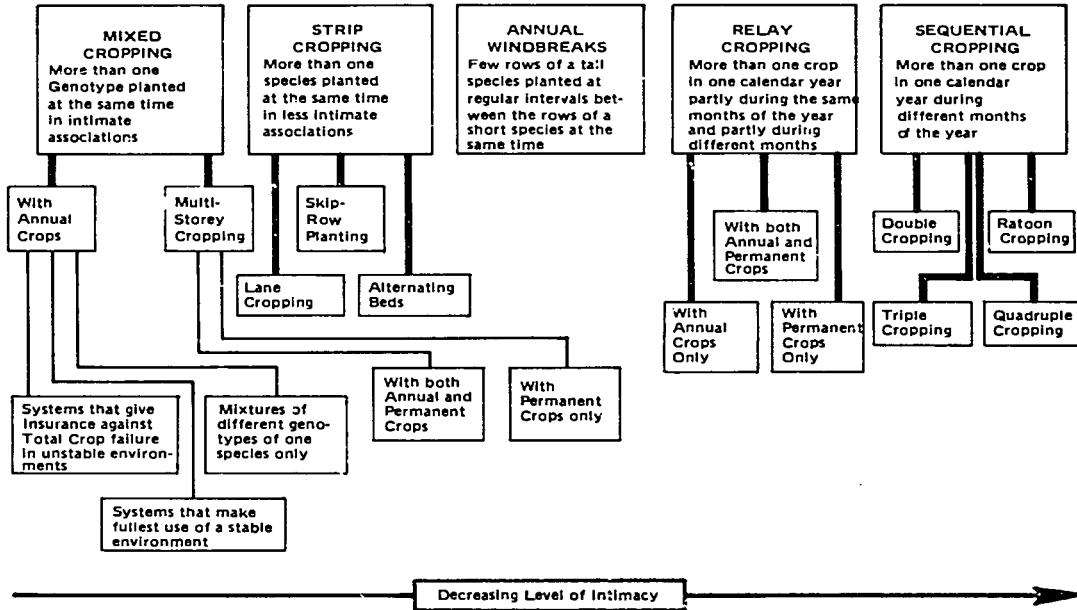 MIXED
CROPPING
More than one
Genotype planted
at the same time
in intimate
associations
STRIP
CROPPING
More than one
species planted
at the same time
in less intimate
associations
ANNUAL
WINDBREAKS
Few rows of a tall
species planted at
regular intervals bet-
ween the rows of a
short species at the
same time
RELAY
CROPPING
More than one crop
in one calendar year
partly during the same
months of the year
and partly during
different months
SEQUENTIAL
CROPPING
More than one crop
in one calendar
year during
different months
of the year
With
Annual
Crops
Multi-
Storey
Cropping
Skip-
Row
Planting
Lane
Cropping
Alternating
Beds
With both
Annual and
Permanent
Crops
Double
Cropping
Ratoon
Cropping
With
Annual
Crops
Only
With
Permanent
Crops
Only
Triple
Cropping
Quadruple
Cropping
Systems that give
Insurance against
Total Crop failure
in unstable environ-
ments
Mixtures of
different geno-
types of one
species only
With both
Annual and
Permanent
Crops
With
Permanent
Crops only
Systems that make
fullest use of a stable
environment
Decreasing Level of Intimacy